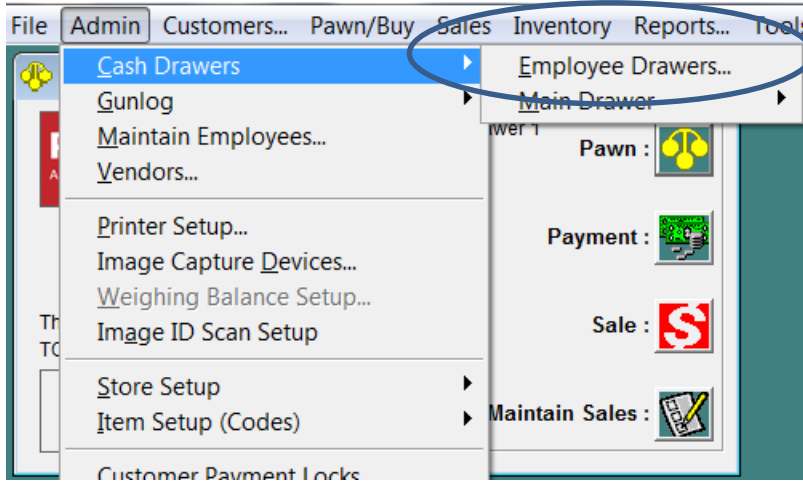 File Admin Customers... Pawn/Buy Sales Inventory Reports... Tools
Cash Drawers
Employee Drawers...
Gunlog
Main Drawer
Maintain Employees...
Pawn :
Vendors...
Printer Setup...
Payment :
Image Capture Devices...
Weighing Balance Setup...
Image ID Scan Setup
Sale :
Store Setup
Item Setup (Codes)
Maintain Sales :
Customer Payment Locks